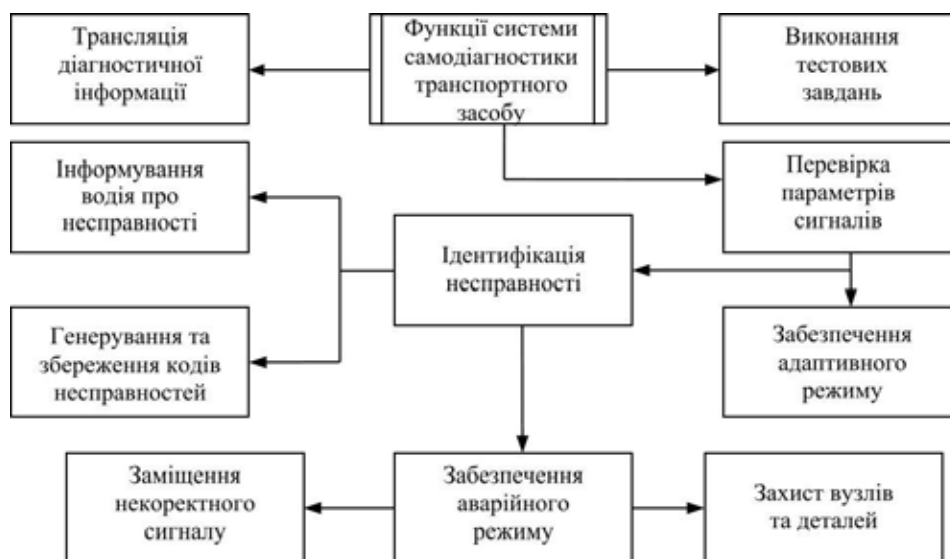 Трансляція
діагностичної
інформації
Функції системи
самодіагностики
транспортного
засобу
Виконання
тестових
завдань
Інформування
водія про
несправності
Перевірка
параметрів
сигналів
Ідентифікація
несправності
Генерування та
збереження кодів
несправностей
Забезпечення
адаптивного
режиму
Заміщення
некоректного
сигналу
Забезпечення
аварійного
режиму
Захист вузлів
та деталей